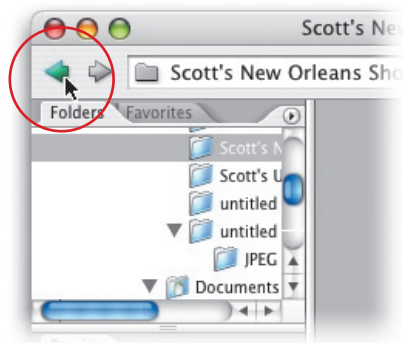 Scott's Ne
Scott's New Orleans Sho
Folders Favorites
Scott's N
Scott's U
untitled
untitled
JPEG
Documents